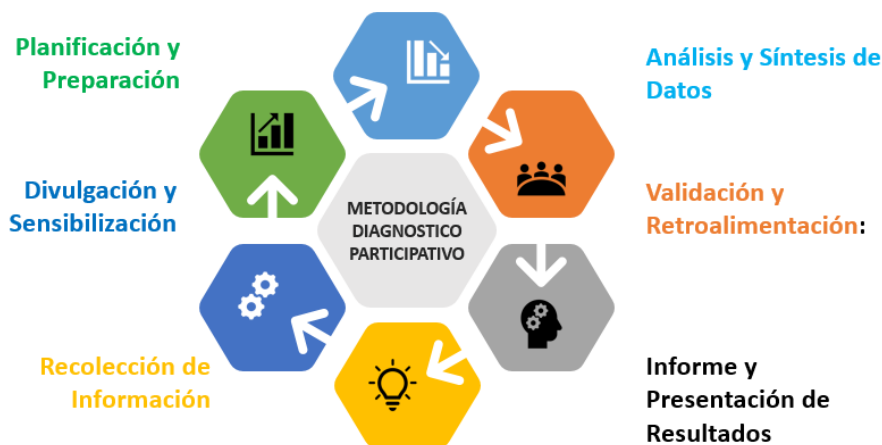 Planificación y
Preparación
Divulgación y
Sensibilización
Recolección de
Información
METODOLOGÍA
DIAGNOSTICO
PARTICIPATIVO
Análisis y Síntesis de
Datos
Validación y
Retroalimentación:
Informe y
Presentación de
Resultados